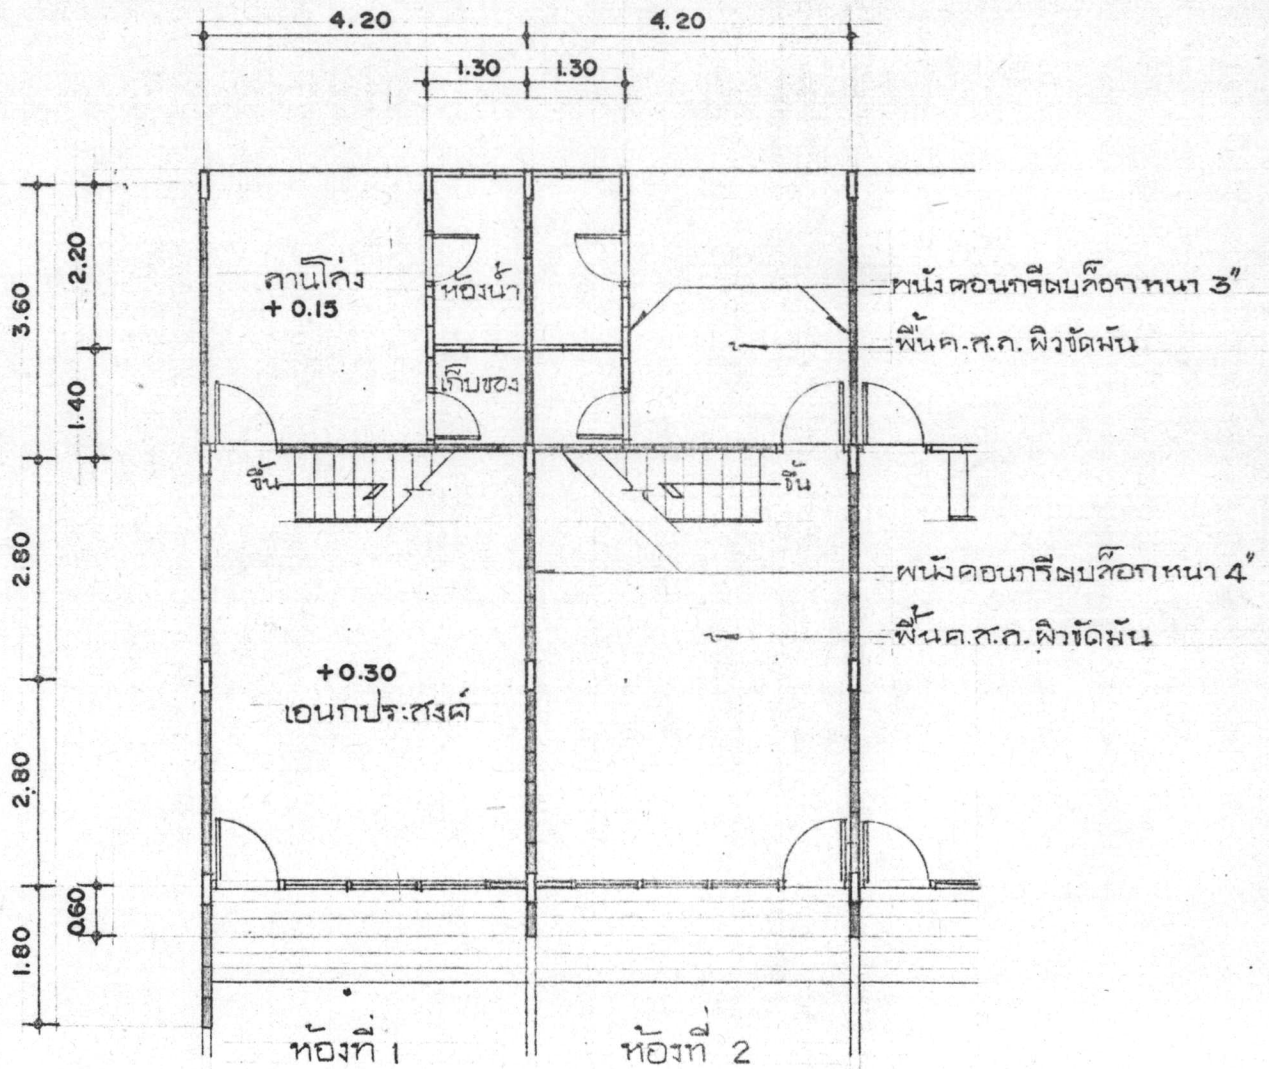 4.20 4.20
1.30 1.30
2.20
3.60
1.40
2.80
2.80
0.60
1.80
ลานโล่ง
+ 0.15
ห้องน้ำ
เก็บของ
ผนังคอนกรีตบล็อกหนา 3"
พื้นค.ส.ล. ผิวขัดมัน
ขึ้น ขึ้น
ผนังคอนกรีตบล็อกหนา 4"
พื้นค.ส.ล. ผิวขัดมัน
+0.30
เอนกประสงค์
ห้องที่ 1 ห้องที่ 2